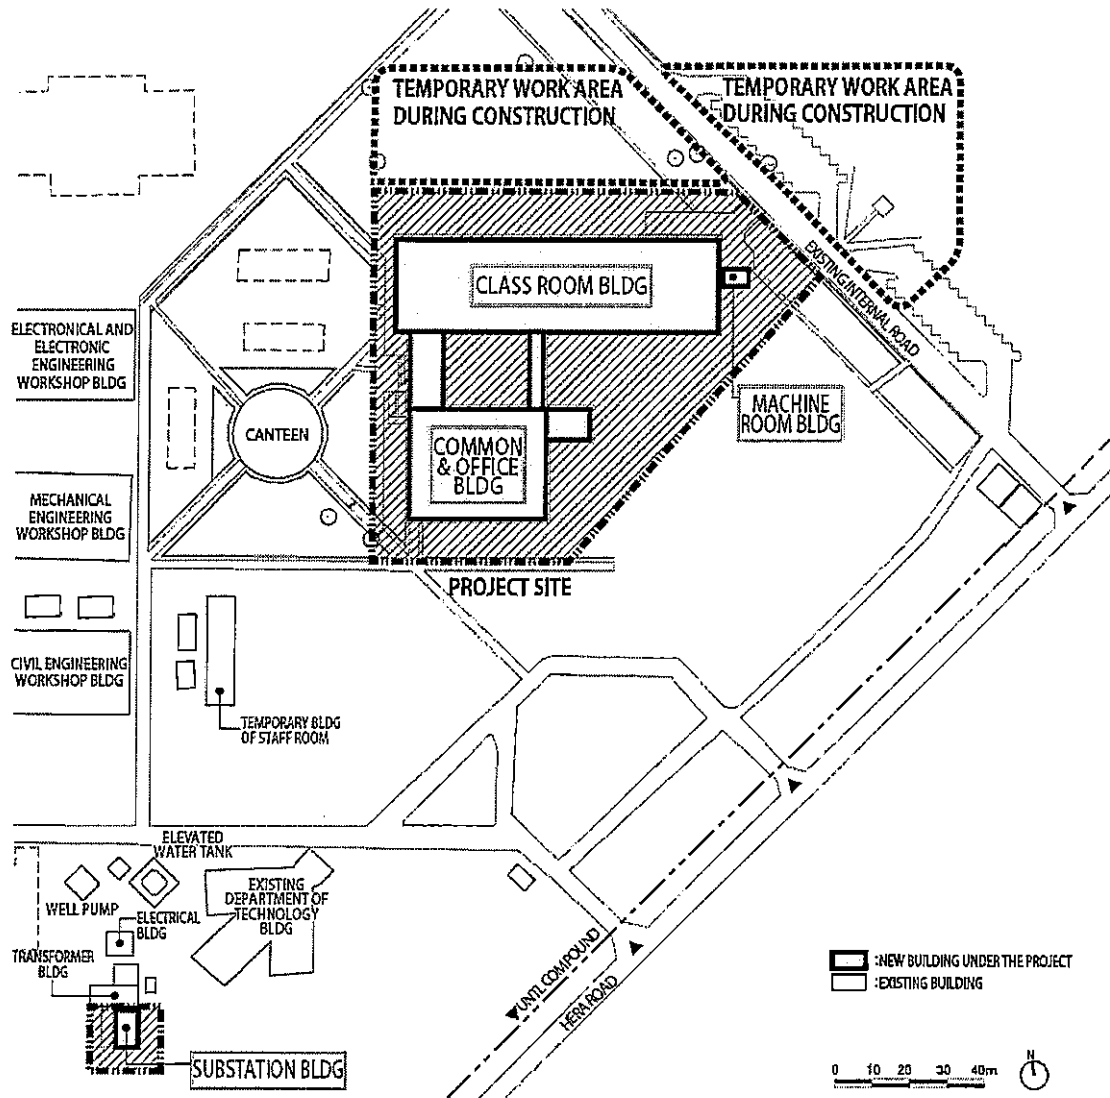 TEMPORARY WORK AREA
DURING CONSTRUCTION
TEMPORARY WORK AREA
DURING CONSTRUCTION
EXISTING INTERNAL ROAD
CLASS ROOM BLDG
ELECTRONICAL AND
ELECTRONIC
ENGINEERING
WORKSHOP BLDG
MACHINE
ROOM BLDG
CANTEEN
COMMON
& OFFICE
BLDG
MECHANICAL
ENGINEERING
WORKSHOP BLDG
PROJECT SITE
CIVIL ENGINEERING
WORKSHOP BLDG
TEMPORARY BLDG
OF STAFF ROOM
ELEVATED
WATER TANK
EXISTING
DEPARTMENT OF
TECHNOLOGY
BLDG
WELL PUMP
ELECTRICAL
BLDG
TRANSFORMER
BLDG
UNTL COMPOUND
HERA ROAD
:NEW BUILDING UNDER THE PROJECT
:EXISTING BUILDING
SUBSTATION BLDG
0 10 20 30 40m
N